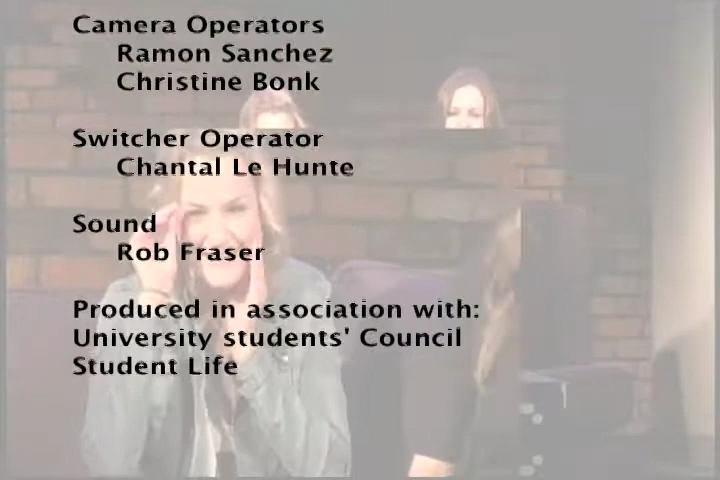 Camera Operators
Ramon Sanchez
Christine Bonk
Switcher Operator
Chantal Le Hunte
Sound
Rob Fraser
Produced in association with:
University students' Council
Student Life